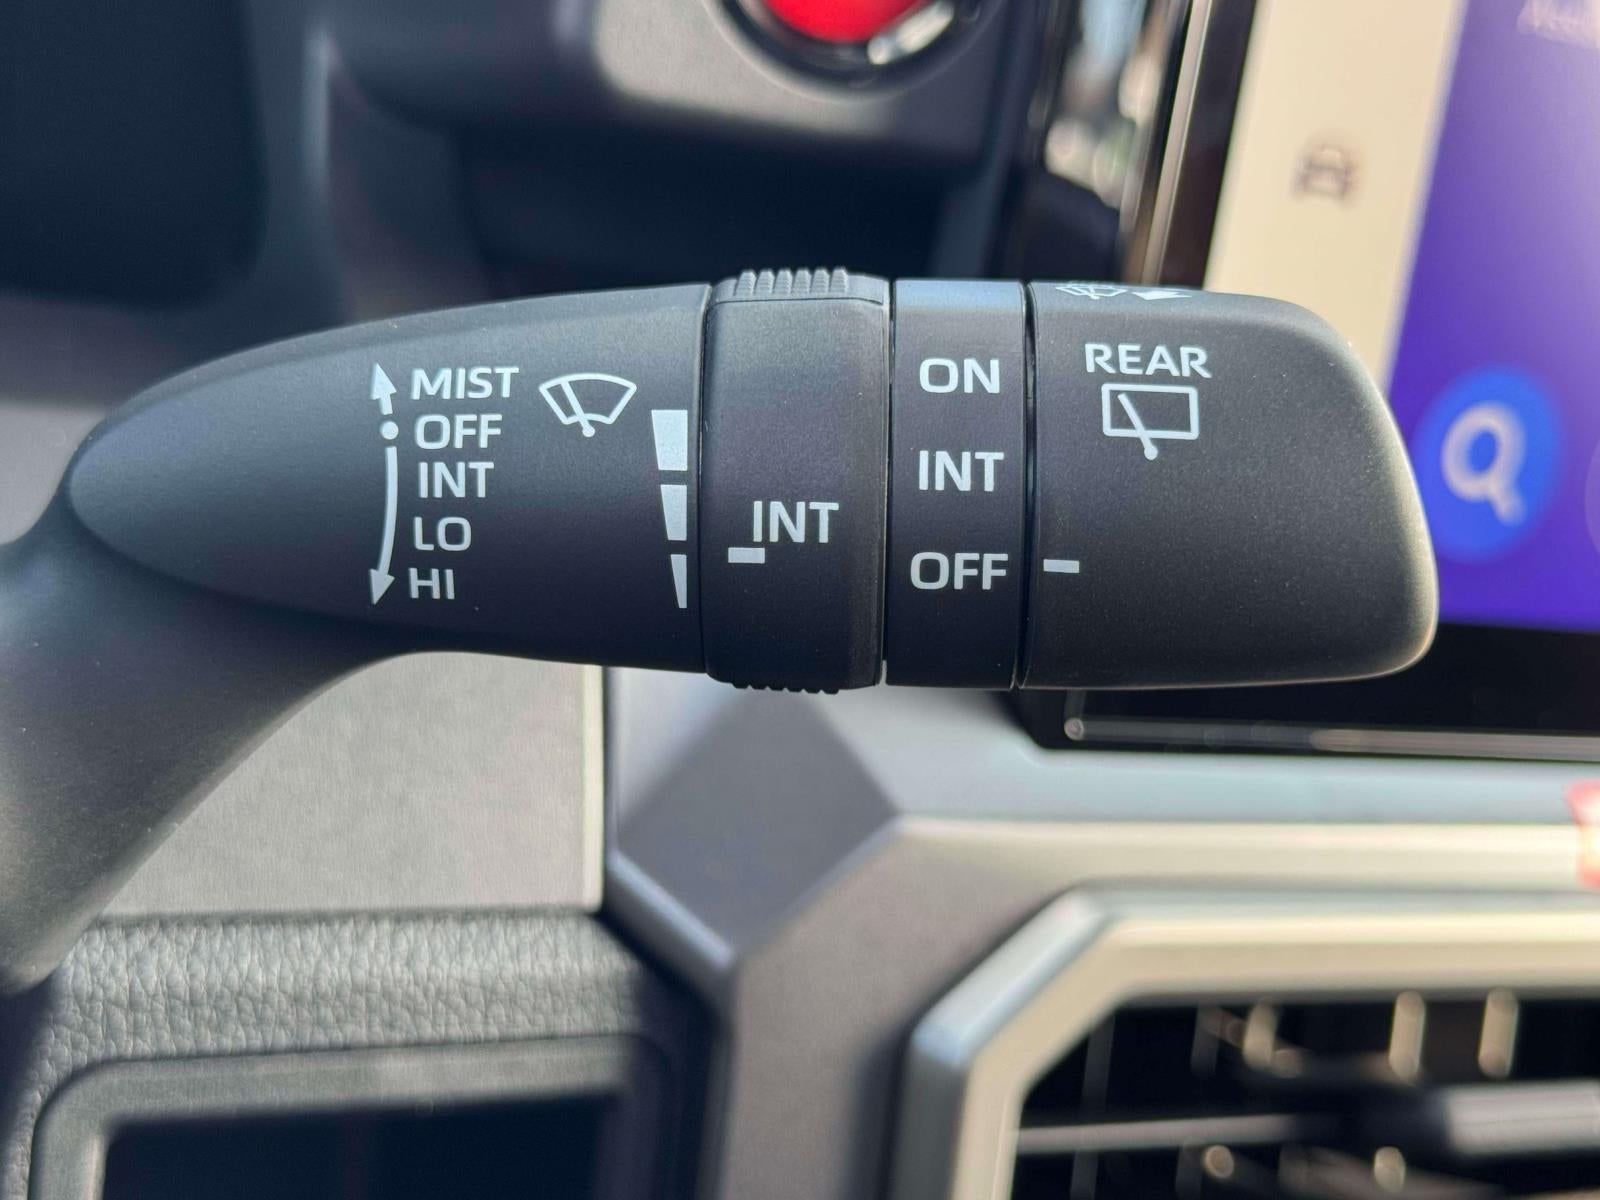 MIST
OFF
INT
LO
HI
INT
ON
INT
OFF
REAR